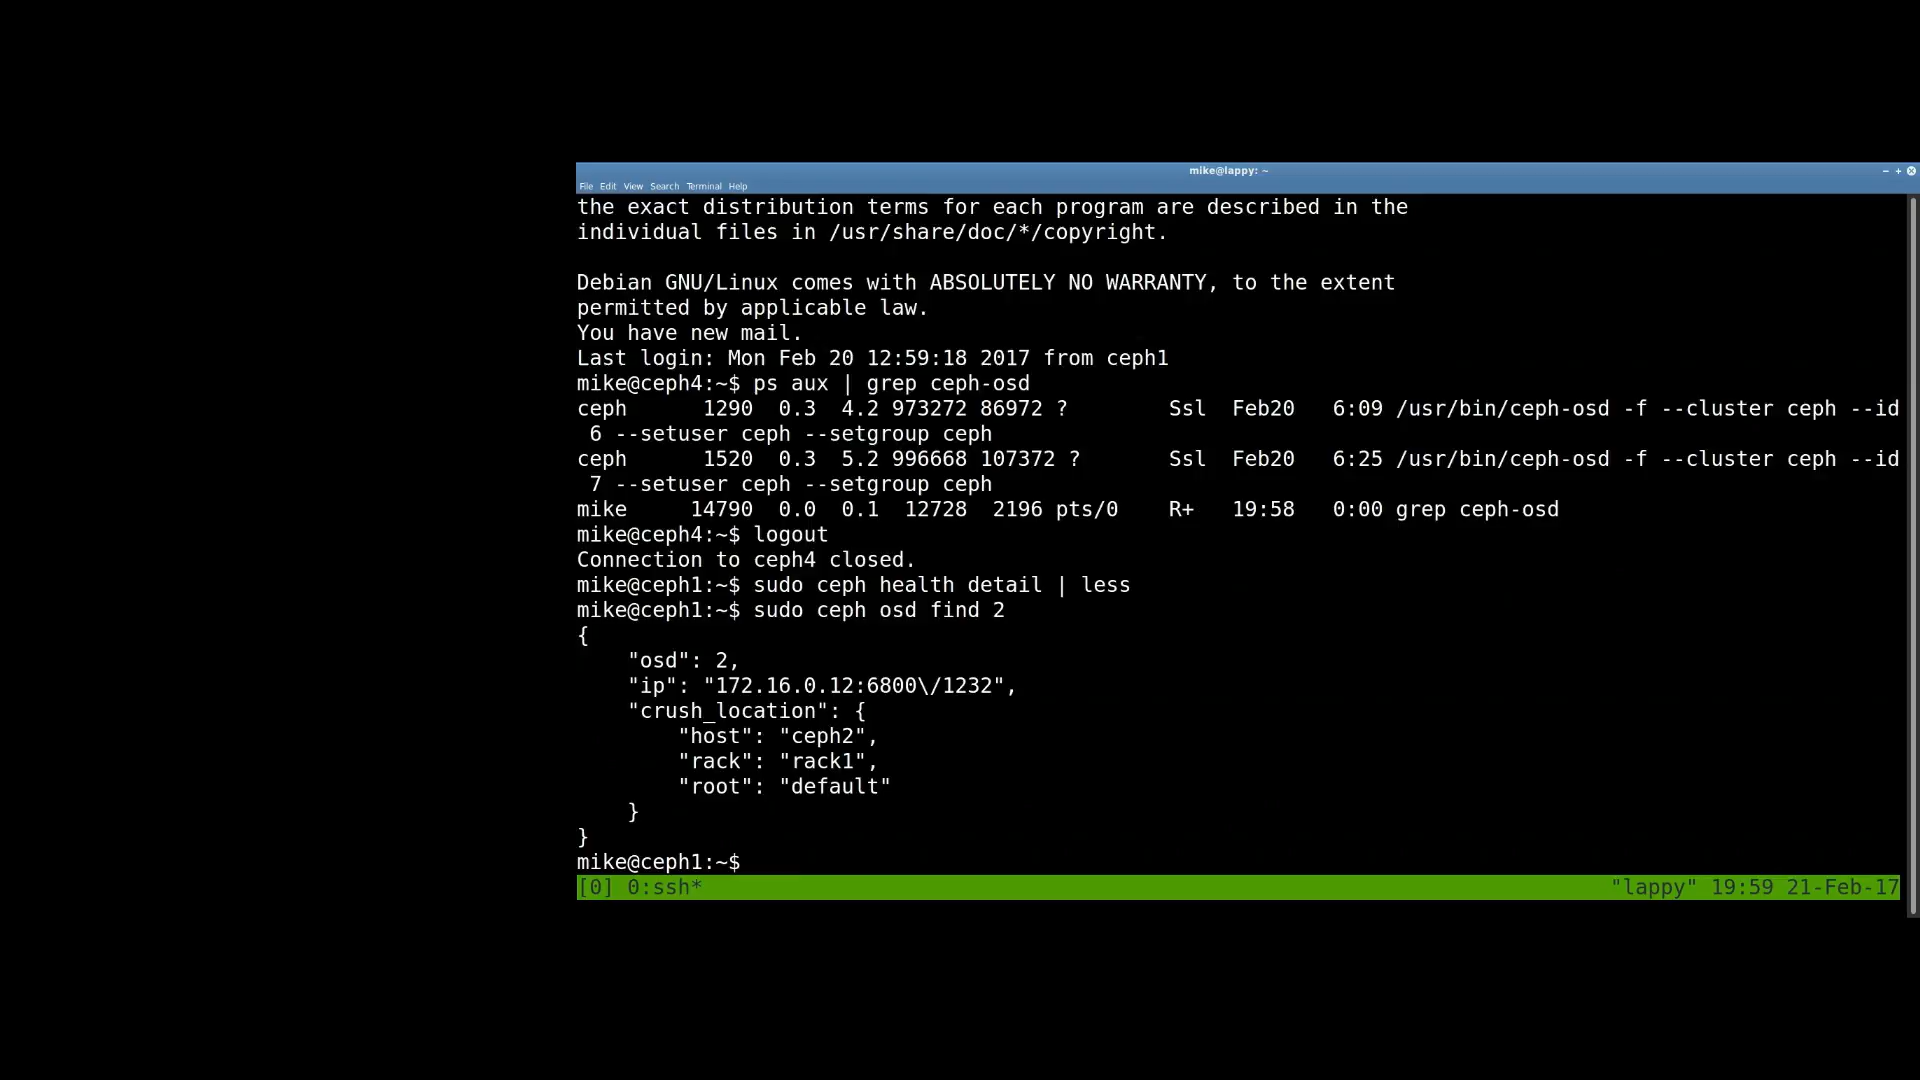 mike@lappy: ~
File Edit View Search Terminal Help
the exact distribution terms for each program are described in the
individual files in /usr/share/doc/*/copyright.

Debian GNU/Linux comes with ABSOLUTELY NO WARRANTY, to the extent
permitted by applicable law.
You have new mail.
Last login: Mon Feb 20 12:59:18 2017 from ceph1
mike@ceph4:~$ ps aux | grep ceph-osd
ceph      1290  0.3  4.2 973272 86972 ?        Ssl  Feb20   6:09 /usr/bin/ceph-osd -f --cluster ceph --id
 6 --setuser ceph --setgroup ceph
ceph      1520  0.3  5.2 996668 107372 ?       Ssl  Feb20   6:25 /usr/bin/ceph-osd -f --cluster ceph --id
 7 --setuser ceph --setgroup ceph
mike     14790  0.0  0.1  12728  2196 pts/0    R+   19:58   0:00 grep ceph-osd
mike@ceph4:~$ logout
Connection to ceph4 closed.
mike@ceph1:~$ sudo ceph health detail | less
mike@ceph1:~$ sudo ceph osd find 2
{
    "osd": 2,
    "ip": "172.16.0.12:6800\/1232",
    "crush_location": {
        "host": "ceph2",
        "rack": "rack1",
        "root": "default"
    }
}
mike@ceph1:~$
[0] 0:ssh* "lappy" 19:59 21-Feb-17